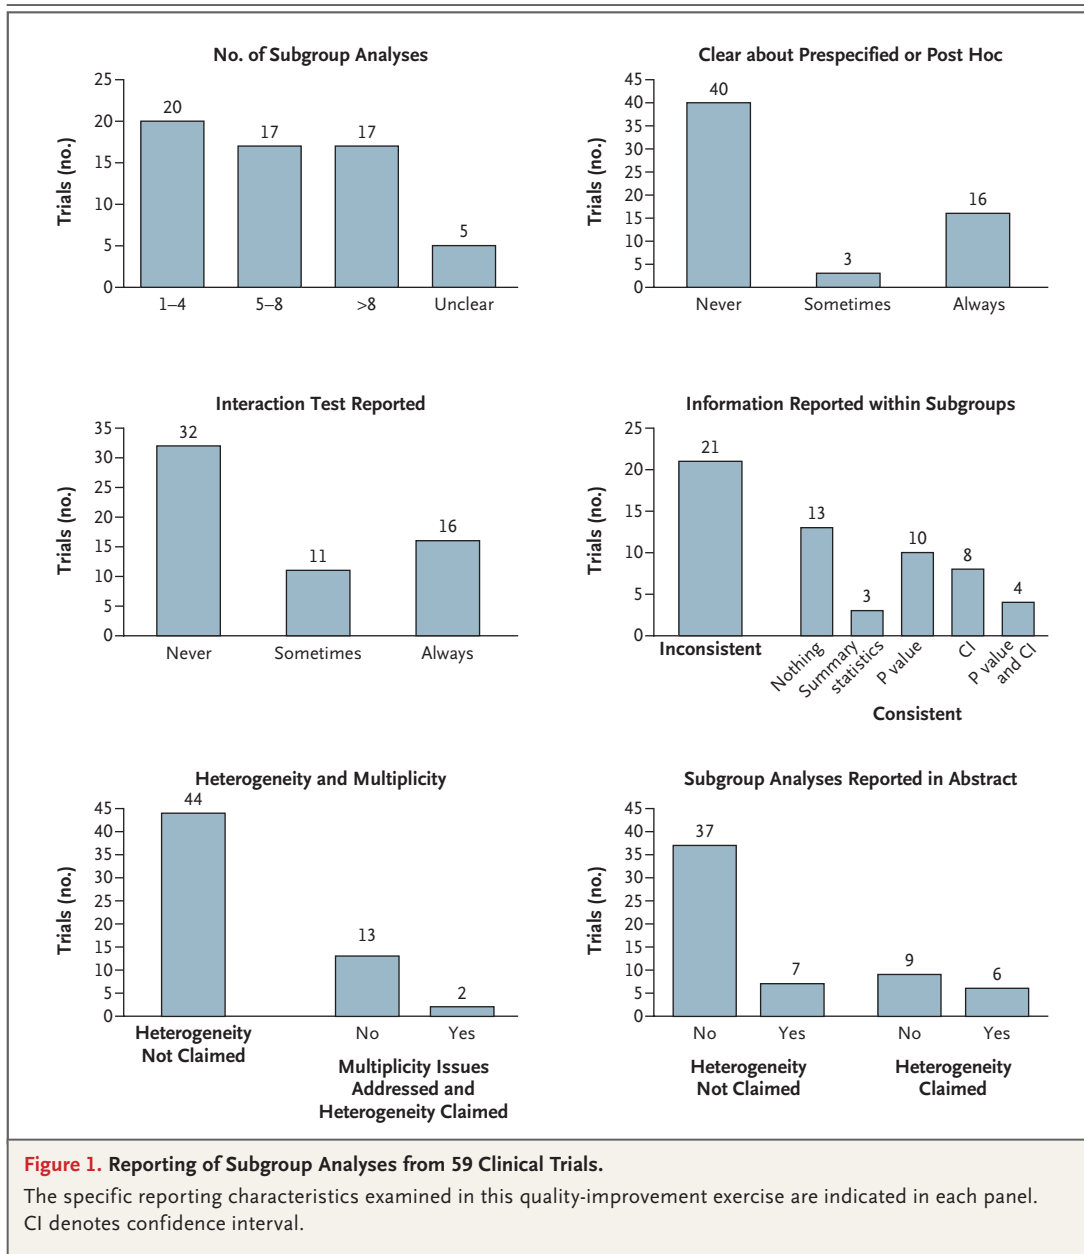 No. of Subgroup Analyses
Trials (no.)
25
20
15
10
5
0
20
17
17
5
1–4
5–8
>8
Unclear
Clear about Prespecified or Post Hoc
Trials (no.)
45
40
35
30
25
20
15
10
5
0
40
3
16
Never
Sometimes
Always
Interaction Test Reported
Trials (no.)
35
30
25
20
15
10
5
0
32
11
16
Never
Sometimes
Always
Information Reported within Subgroups
Trials (no.)
25
20
15
10
5
0
21
13
3
10
8
4
Inconsistent
Nothing
Summary
statistics
P value
CI
P value
and CI
Consistent
Heterogeneity and Multiplicity
Trials (no.)
45
40
35
30
25
20
15
10
5
0
44
13
2
Heterogeneity
Not Claimed
No
Yes
Multiplicity Issues
Addressed and
Heterogeneity Claimed
Subgroup Analyses Reported in Abstract
Trials (no.)
45
40
35
30
25
20
15
10
5
0
37
7
9
6
No
Yes
No
Yes
Heterogeneity
Not Claimed
Heterogeneity
Claimed
Figure 1. Reporting of Subgroup Analyses from 59 Clinical Trials.
The specific reporting characteristics examined in this quality-improvement exercise are indicated in each panel.
CI denotes confidence interval.